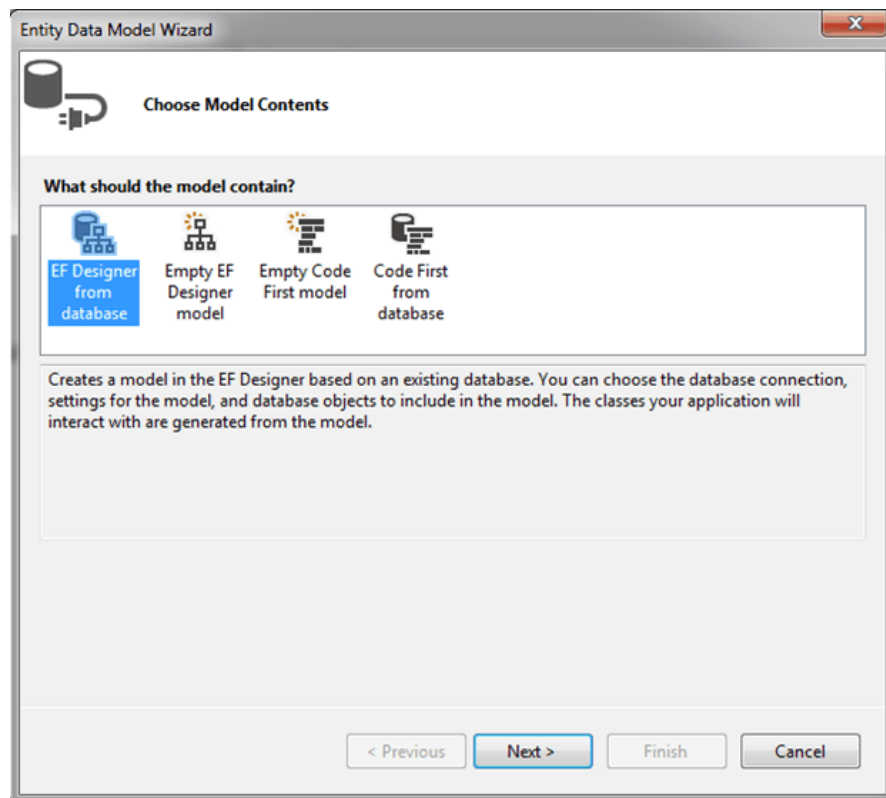 Entity Data Model Wizard
Choose Model Contents
What should the model contain?
EF Designer
from
database
Empty EF
Designer
model
Empty Code
First model
Code First
from
database
Creates a model in the EF Designer based on an existing database. You can choose the database connection,
settings for the model, and database objects to include in the model. The classes your application will
interact with are generated from the model.
< Previous
Next >
Finish
Cancel